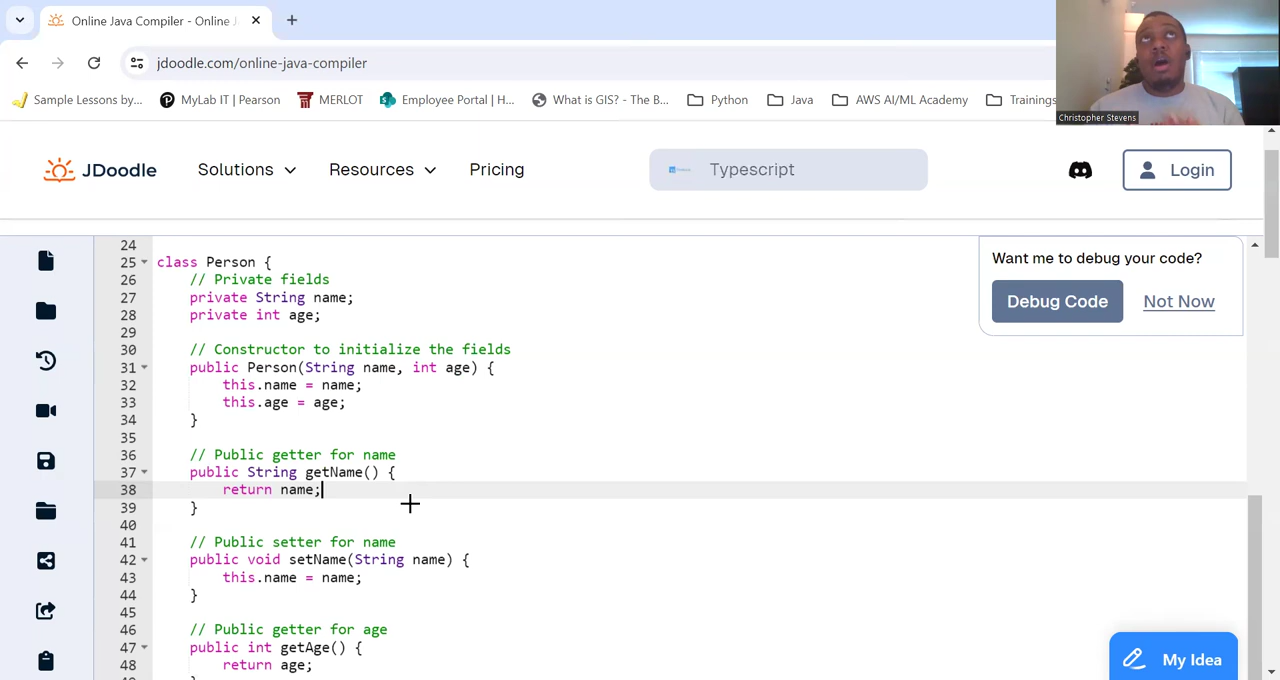 Online Java Compiler - Online J
jdoodle.com/online-java-compiler
Sample Lessons by...
MyLab IT | Pearson
MERLOT
Employee Portal | H...
What is GIS? - The B...
Python
Java
AWS AI/ML Academy
Trainings
Christopher Stevens
JDoodle
Solutions
Resources
Pricing
Typescript
Login
Want me to debug your code?
Debug Code
Not Now
24
25 class Person {
26 // Private fields
27 private String name;
28 private int age;
29
30 // Constructor to initialize the fields
31 public Person(String name, int age) {
32 this.name = name;
33 this.age = age;
34 }
35
36 // Public getter for name
37 public String getName() {
38 return name;
39 }
40
41 // Public setter for name
42 public void setName(String name) {
43 this.name = name;
44 }
45
46 // Public getter for age
47 public int getAge() {
48 return age;
My Idea